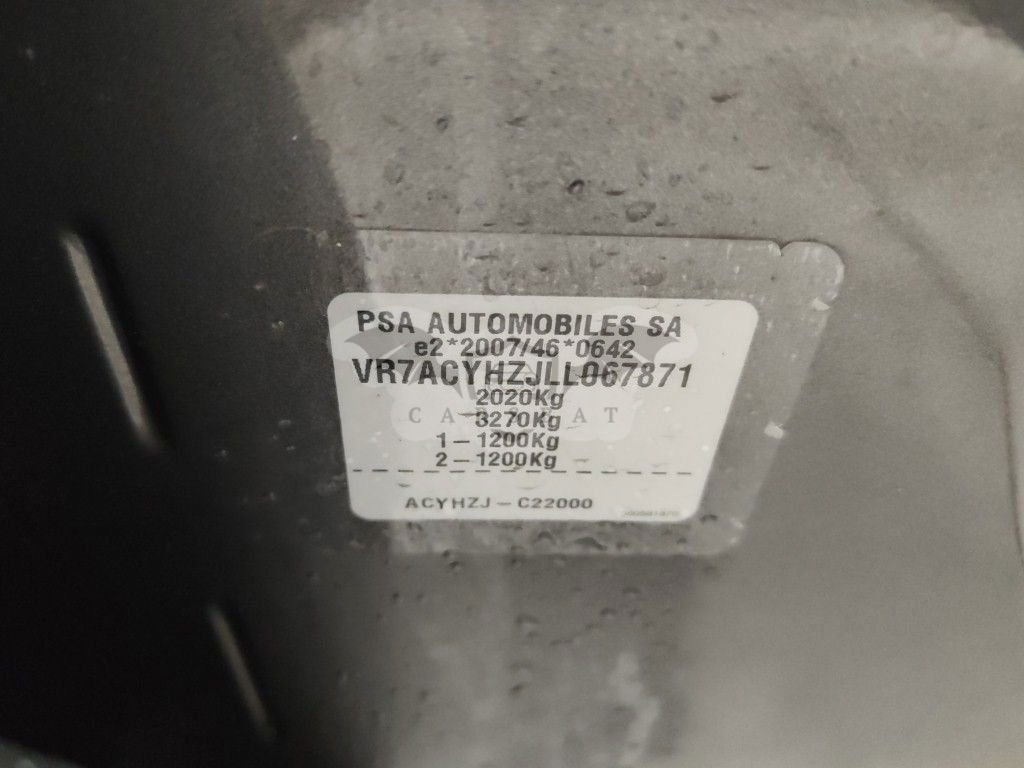 PSA AUTOMOBILES SA
e2*2007/46*0642
VR7ACYHZJLL067871
2020Kg
3270Kg
1-1200Kg
2-1200Kg
ACYHZJ-C22000